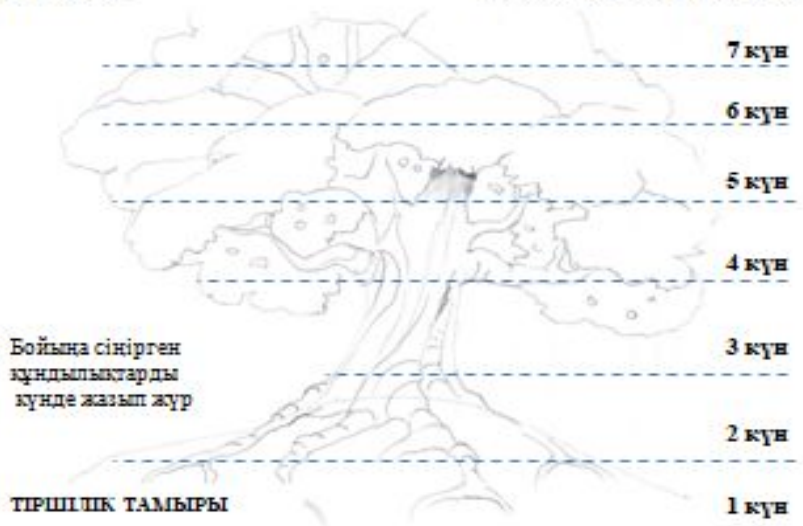 7 күн
6 күн
5 күн
4 күн
Бойыңа сіңірген
құндылықтарды
күнде жазып жүр
3 күн
2 күн
ТІРШІЛІК ТАМЫРЫ
1 күн